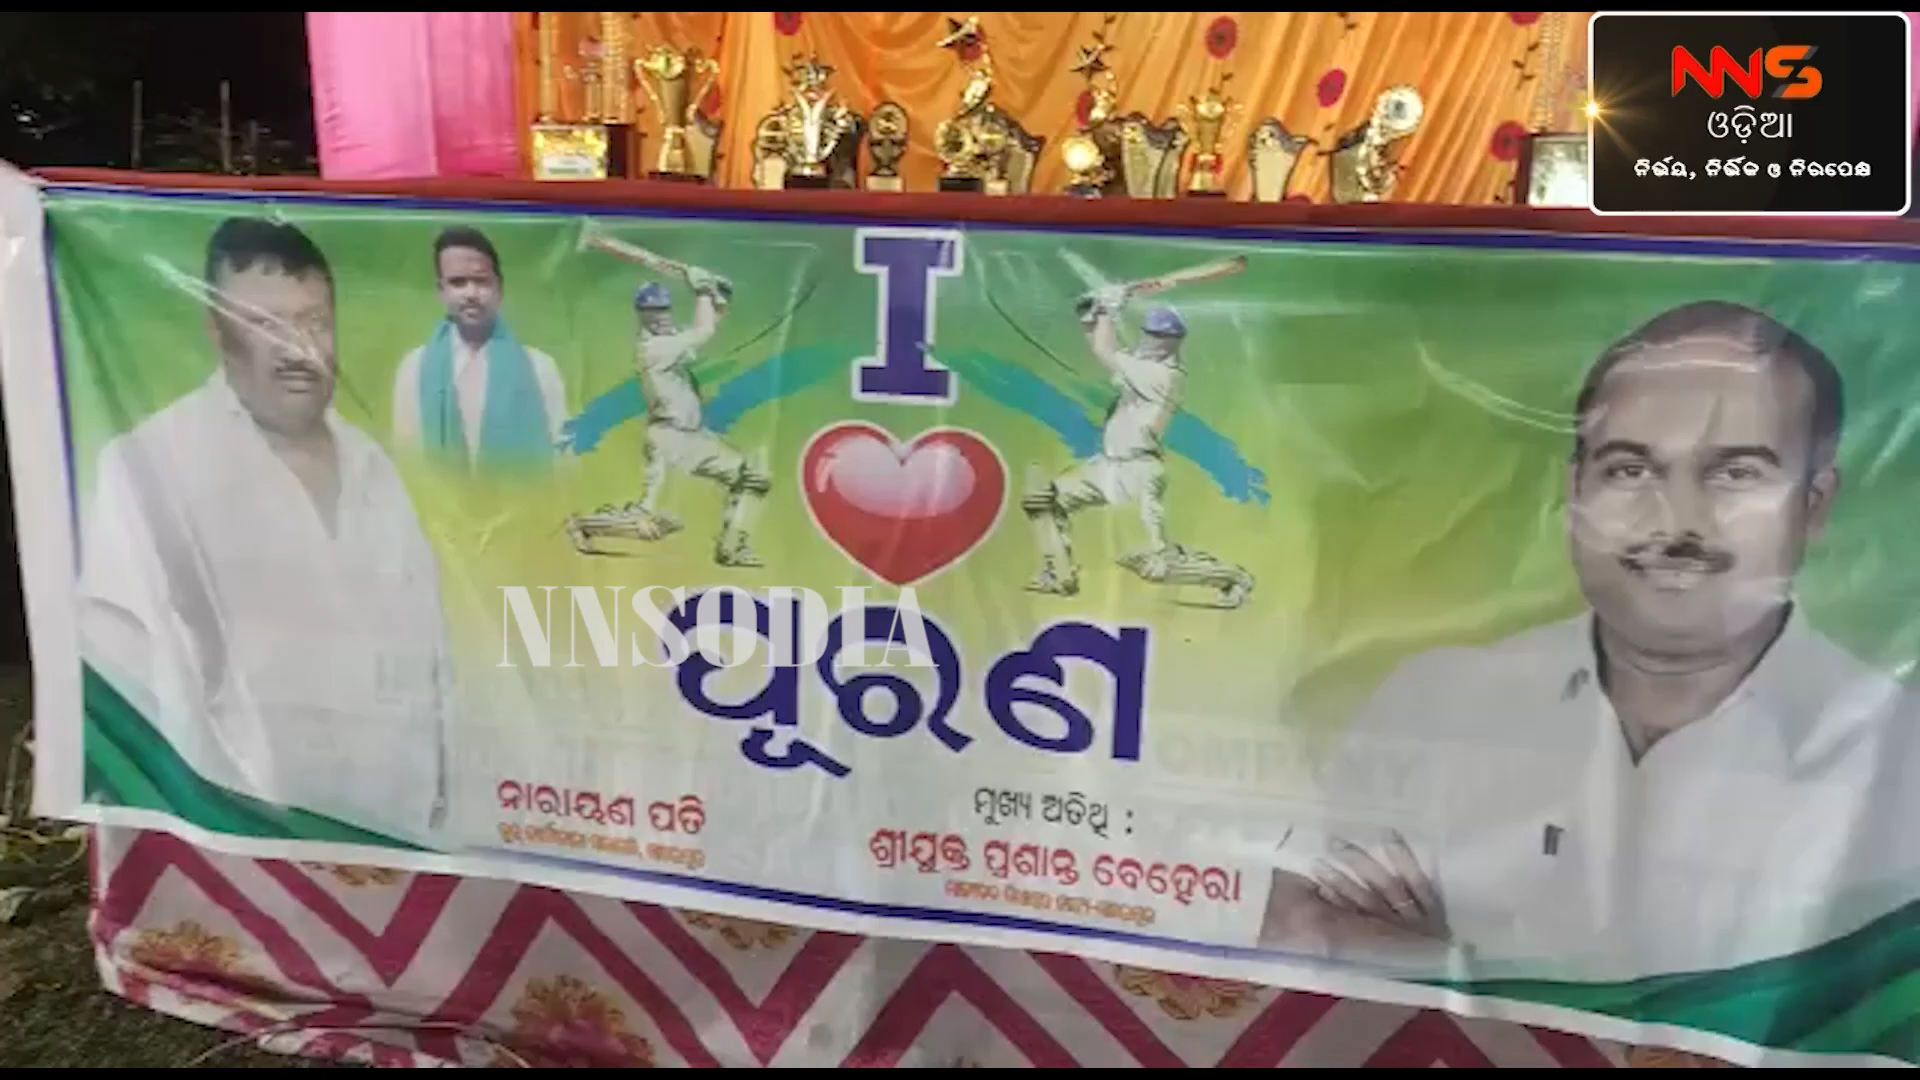 NNS
ଓଡ଼ିଆ
ନିର୍ଭୟ, ନିର୍ଭିକ ଓ ନିରପେକ୍ଷ
I
NNSODIA
ପୂରଣ
ନାରାୟଣ ପତି
ମୁଖ୍ୟ ଅତିଥି :
ଶ୍ରୀଯୁକ୍ତ ପ୍ରଶାନ୍ତ ବେହେରା